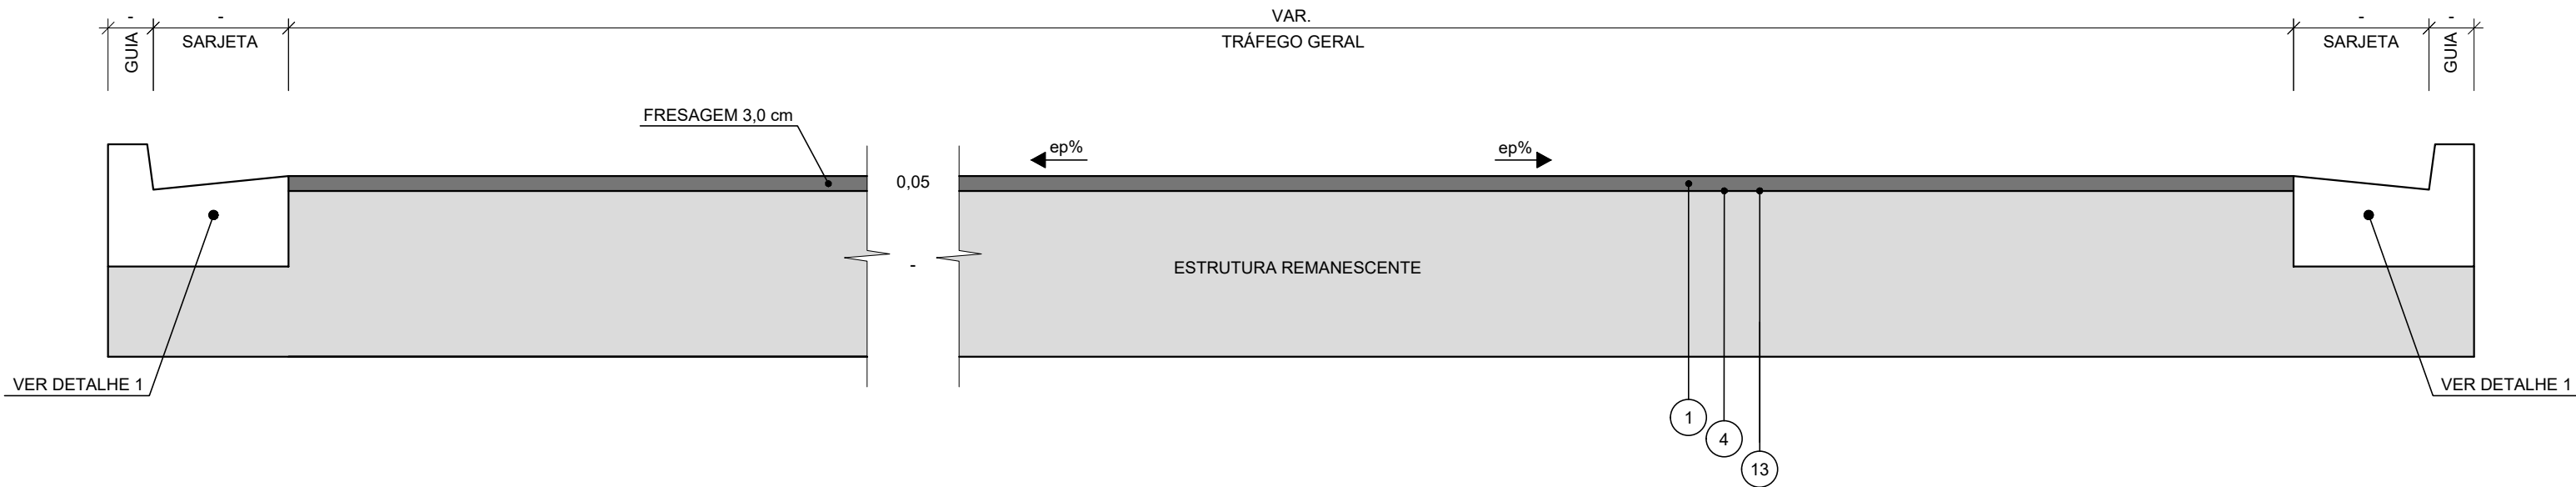 -
-
VAR.
-
-
GUIA
SARJETA
TRÁFEGO GERAL
SARJETA
GUIA
FRESAGEM 3,0 cm
ep%
ep%
0,05
-
ESTRUTURA REMANESCENTE
VER DETALHE 1
VER DETALHE 1
1
4
13